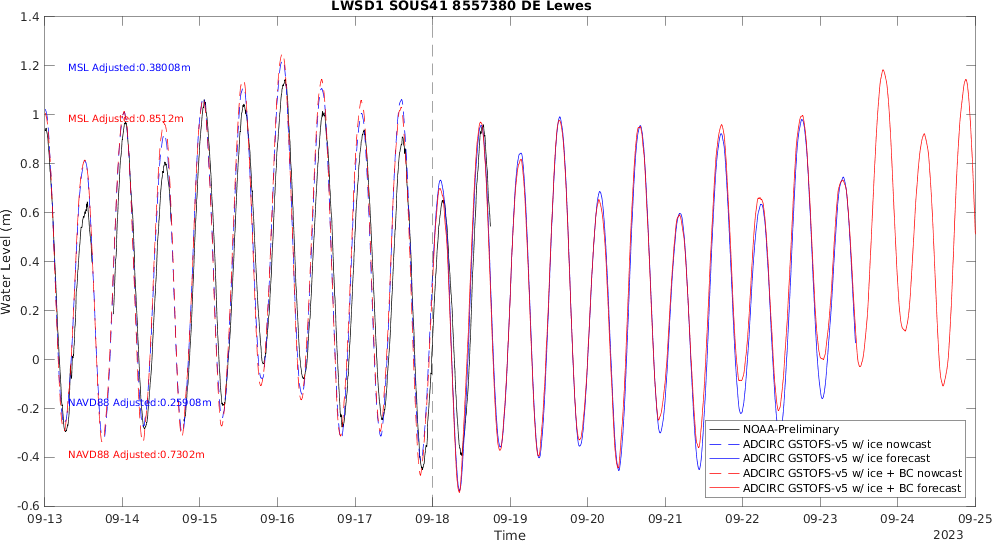 LWSD1 SOUS41 8557380 DE Lewes
1.4
1.2
1
0.8
0.6
0.4
0.2
0
-0.2
-0.4
-0.6
Water Level (m)
MSL Adjusted:0.38008m
MSL Adjusted:0.8512m
NAVD88 Adjusted:0.25908m
NAVD88 Adjusted:0.7302m
NOAA-Preliminary
ADCIRC GSTOFS-v5 w/ ice nowcast
ADCIRC GSTOFS-v5 w/ ice forecast
ADCIRC GSTOFS-v5 w/ ice + BC nowcast
ADCIRC GSTOFS-v5 w/ ice + BC forecast
09-13 09-14 09-15 09-16 09-17 09-18 09-19 09-20 09-21 09-22 09-23 09-24 09-25
Time
2023